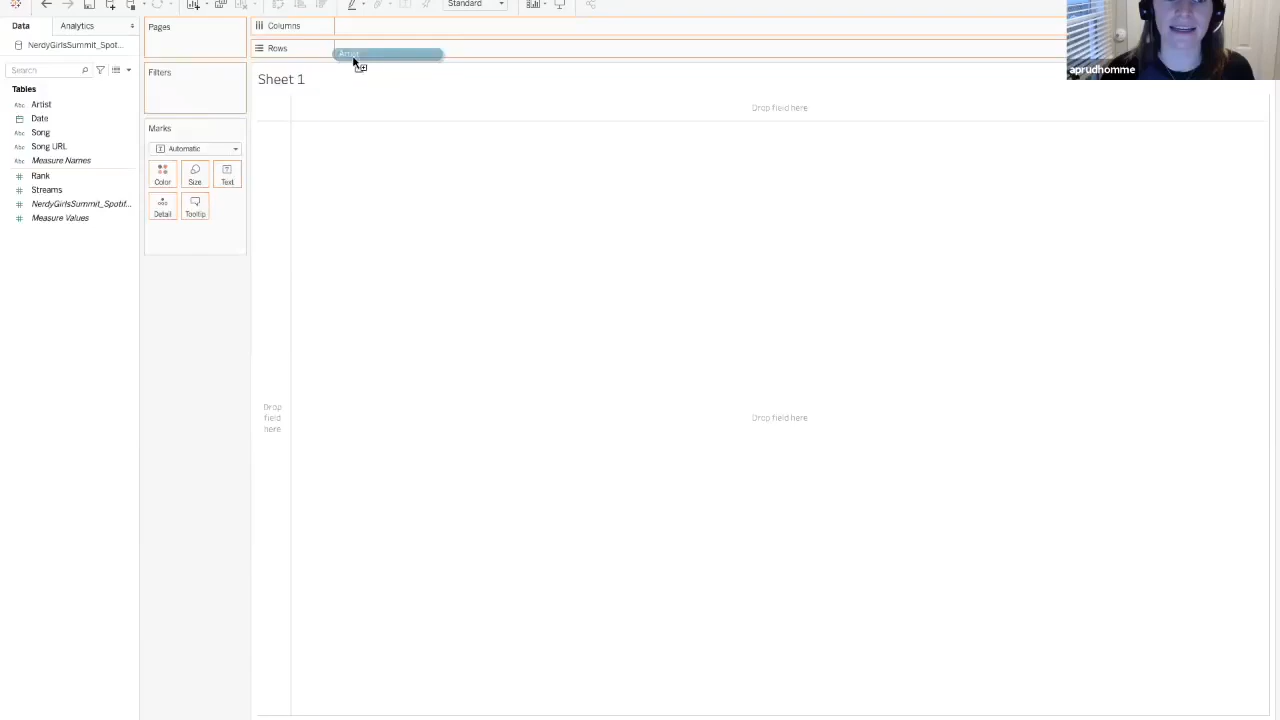 Standard
Data
Analytics
NerdyGirlsSummit_Spot...
Search
Tables
Artist
Date
Song
Song URL
Measure Names
Rank
Streams
NerdyGirlsSummit_Spotif...
Measure Values
Pages
Filters
Marks
Automatic
Color
Size
Text
Detail
Tooltip
Columns
Rows
Artist
Sheet 1
Drop field here
Drop
field
here
Drop field here
aprudhomme